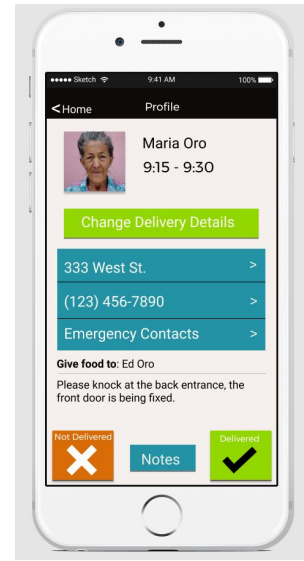 Sketch 9:41 AM 100%
<Home Profile
Maria Oro
9:15 - 9:30
Change Delivery Details
333 West St. >
(123) 456-7890 >
Emergency Contacts >
Give food to: Ed Oro
Please knock at the back entrance, the
front door is being fixed.
Not Delivered
Notes
Delivered